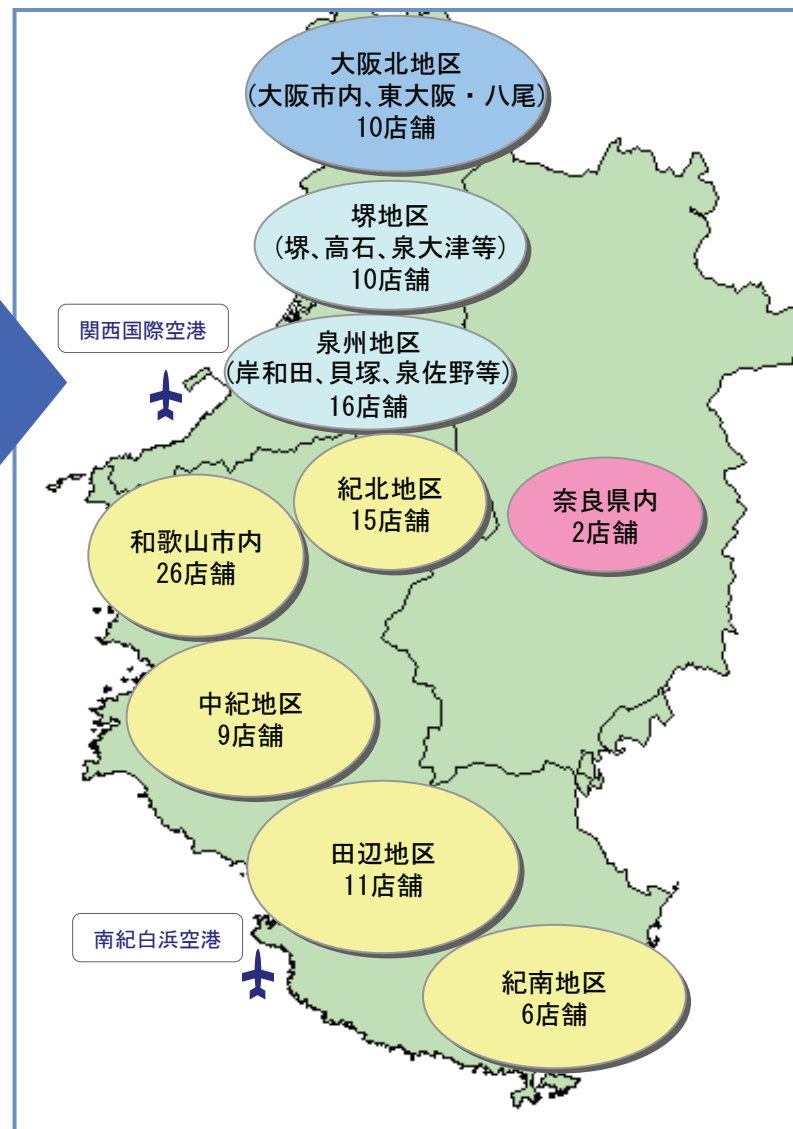 大阪北地区
(大阪市内、東大阪・八尾)
10店舗
堺地区
(堺、高石、泉大津等)
10店舗
関西国際空港
泉州地区
(岸和田、貝塚、泉佐野等)
16店舗
紀北地区
15店舗
奈良県内
2店舗
和歌山市内
26店舗
中紀地区
9店舗
田辺地区
11店舗
南紀白浜空港
紀南地区
6店舗